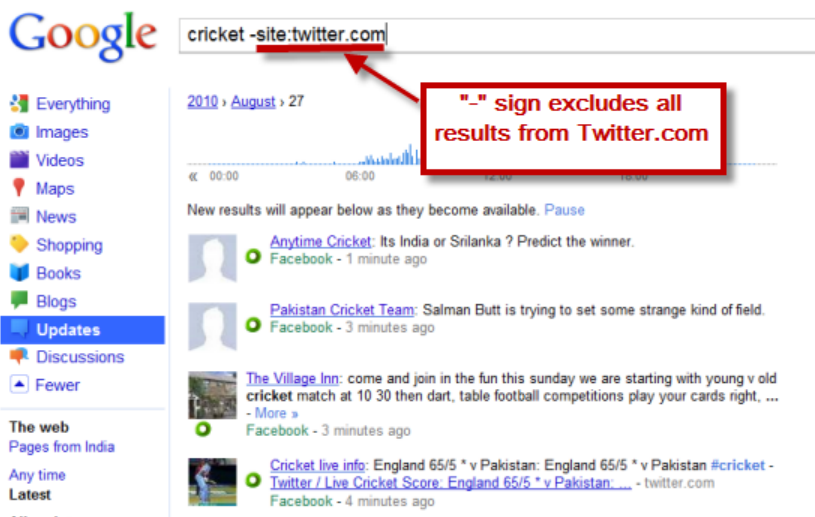 Google
cricket -site:twitter.com
"-" sign excludes all
results from Twitter.com
Everything
Images
Videos
Maps
News
Shopping
Books
Blogs
Updates
Discussions
Fewer
The web
Pages from India
Any time
Latest
2010 › August › 27
« 00:00 06:00 12:00 18:00
New results will appear below as they become available. Pause
Anytime Cricket: Its India or Srilanka ? Predict the winner.
Facebook - 1 minute ago
Pakistan Cricket Team: Salman Butt is trying to set some strange kind of field.
Facebook - 3 minutes ago
The Village Inn: come and join in the fun this sunday we are starting with young v old
cricket match at 10 30 then dart, table football competitions play your cards right, ...
- More »
Facebook - 3 minutes ago
Cricket live info: England 65/5 * v Pakistan: England 65/5 * v Pakistan #cricket -
Twitter / Live Cricket Score: England 65/5 * v Pakistan: ... - twitter.com
Facebook - 4 minutes ago